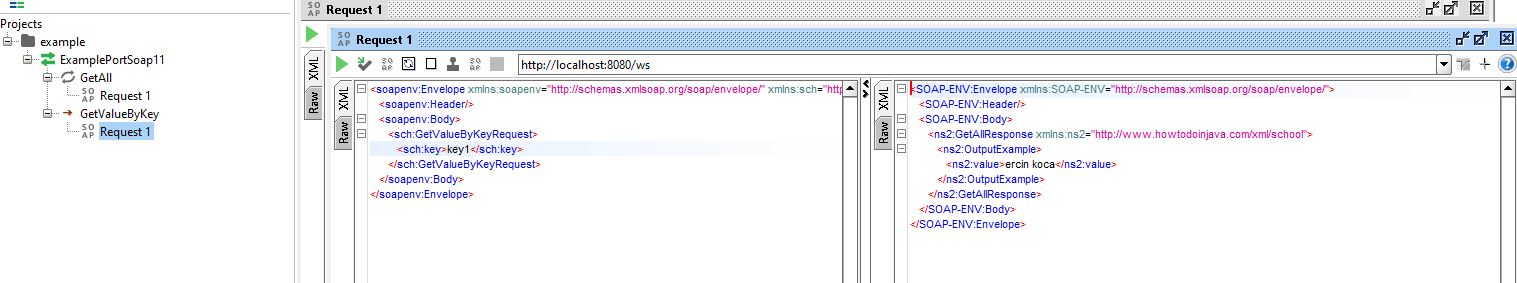 Request 1
Projects
example
ExamplePortSoap11
GetAll
SOAP Request 1
GetValueByKey
SOAP Request 1
SOAP Request 1
XML
Raw
http://localhost:8080/ws
XML
Raw
<soapenv:Envelope xmlns:soapenv="http://schemas.xmlsoap.org/soap/envelope/" xmlns:sch="http
<soapenv:Header/>
<soapenv:Body>
<sch:GetValueByKeyRequest>
<sch:key>key1</sch:key>
</sch:GetValueByKeyRequest>
</soapenv:Body>
</soapenv:Envelope>
XML
Raw
<SOAP-ENV:Envelope xmlns:SOAP-ENV="http://schemas.xmlsoap.org/soap/envelope/">
<SOAP-ENV:Header/>
<SOAP-ENV:Body>
<ns2:GetAllResponse xmlns:ns2="http://www.howtodoinjava.com/xml/school">
<ns2:OutputExample>
<ns2:value>ercin koca</ns2:value>
</ns2:OutputExample>
</ns2:GetAllResponse>
</SOAP-ENV:Body>
</SOAP-ENV:Envelope>